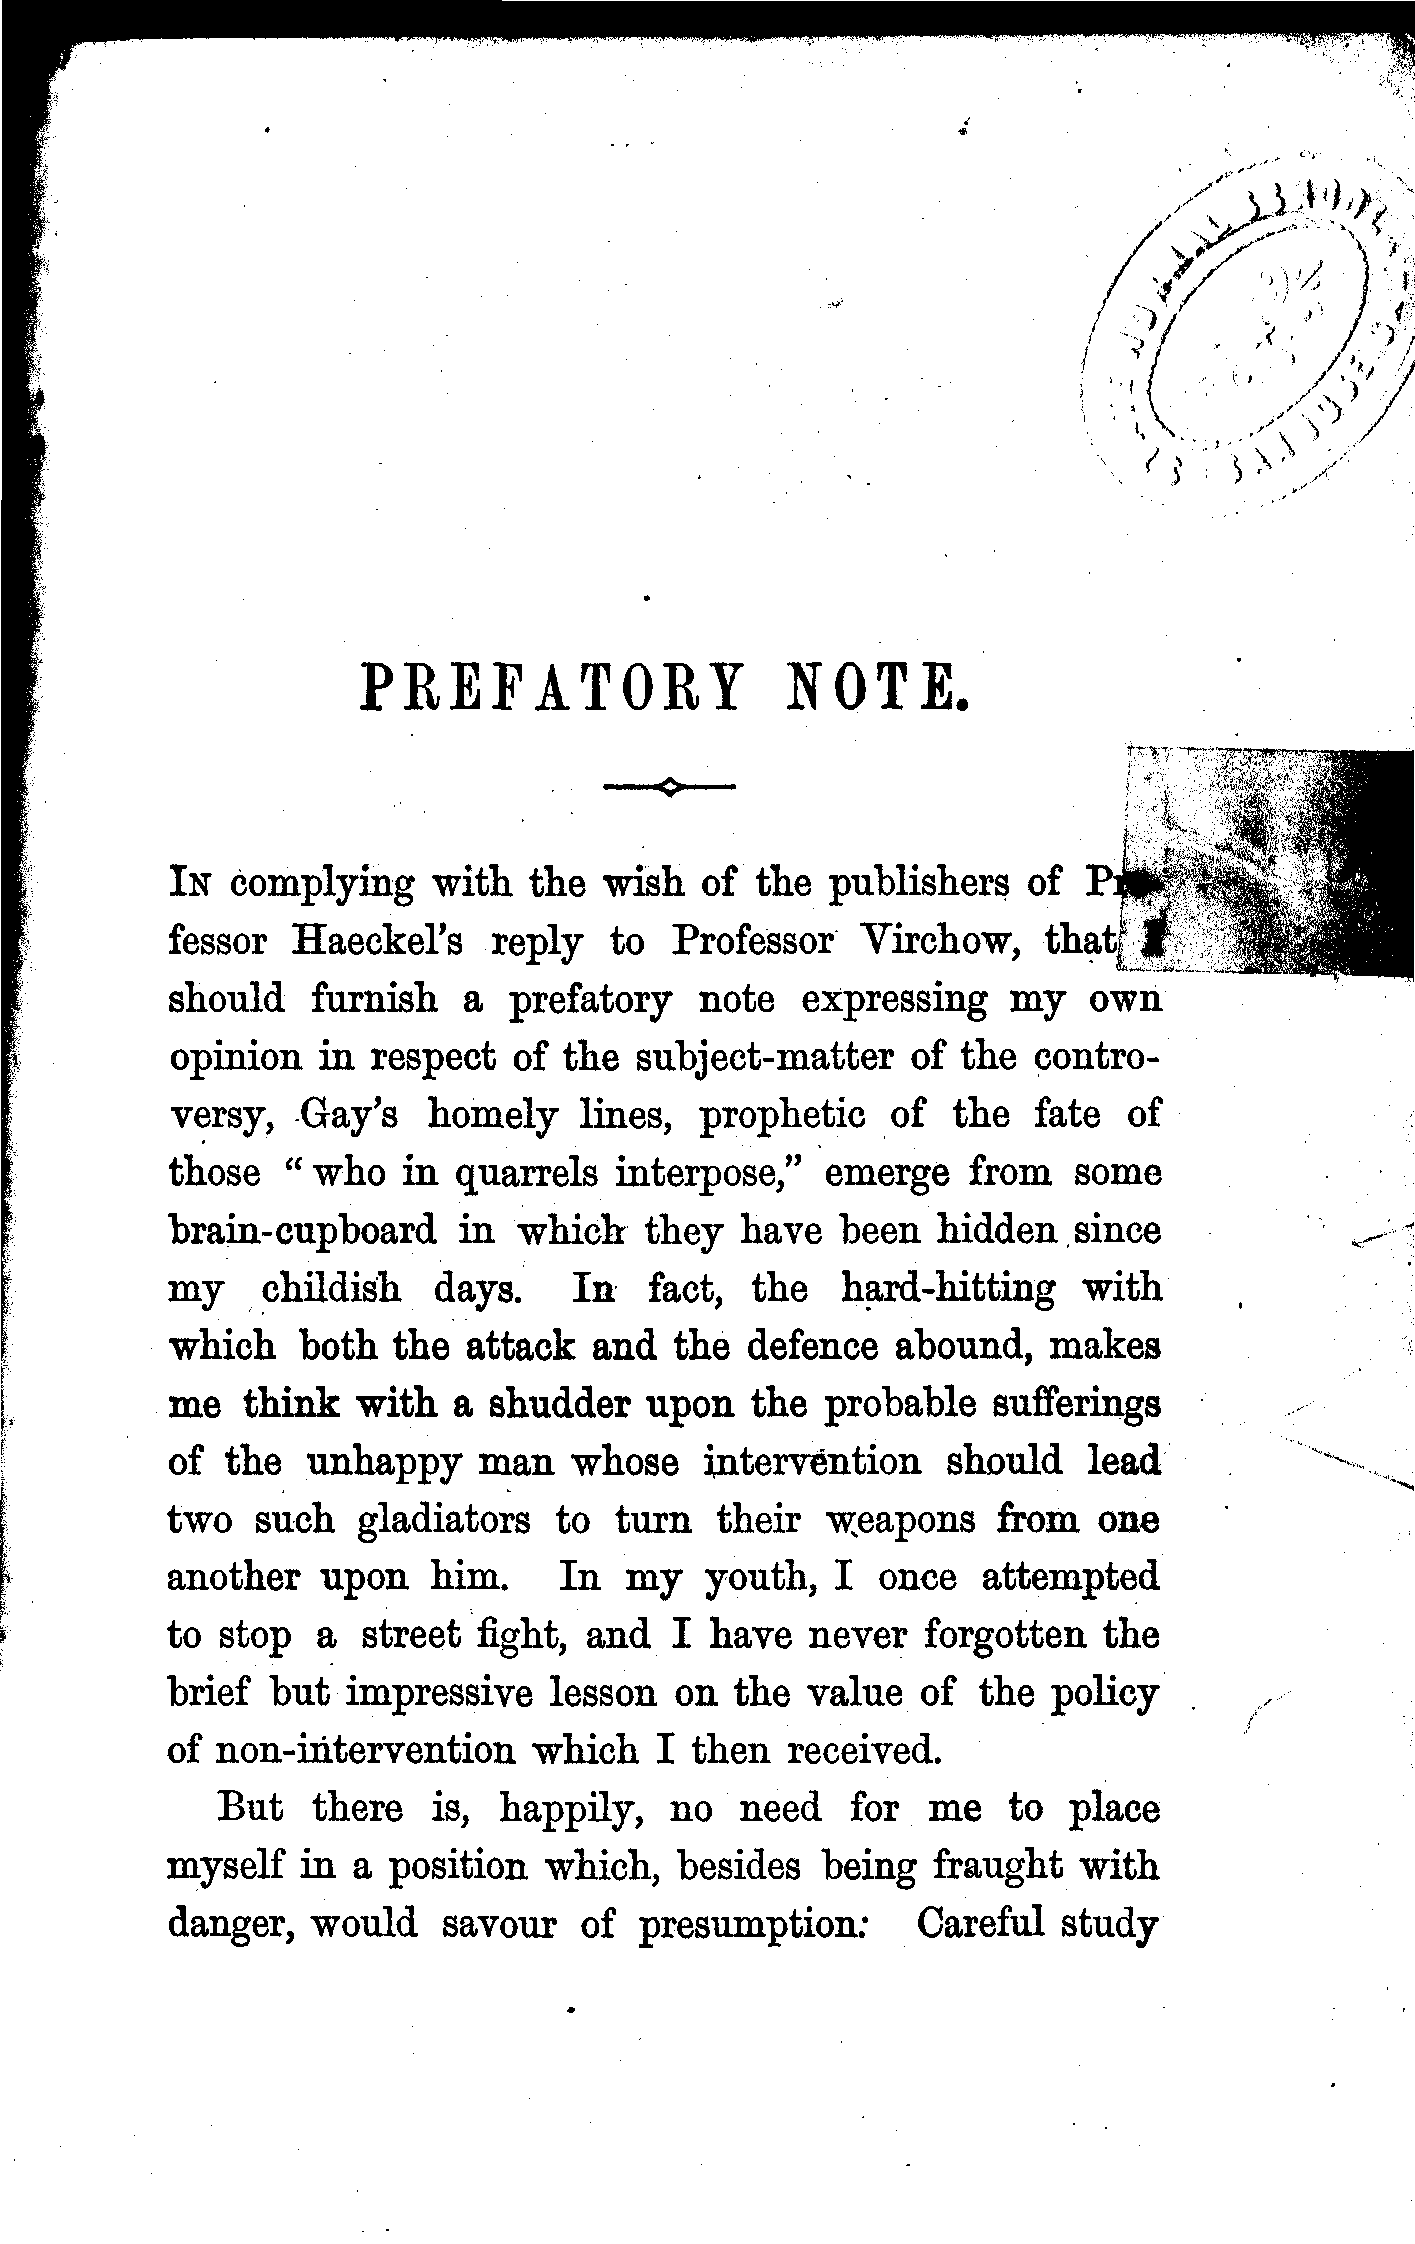 PREFATORY NOTE.
IN complying with the wish of the publishers of
fessor Haeckel's reply to Professor Virchow, that I
should furnish a prefatory note expressing my own
opinion in respect of the subject-matter of the contro-
versy, Gay's homely lines, prophetic of the fate of
those “who in quarrels interpose,” emerge from some
brain-cupboard in which they have been hidden since
my childish days. In fact, the hard-hitting with
which both the attack and the defence abound, makes
me think with a shudder upon the probable sufferings
of the unhappy man whose intervention should lead
two such gladiators to turn their weapons from one
another upon him. In my youth, I once attempted
to stop a street fight, and I have never forgotten the
brief but impressive lesson on the value of the policy
of non-intervention which I then received.
But there is, happily, no need for me to place
myself in a position which, besides being fraught with
danger, would savour of presumption: Careful study